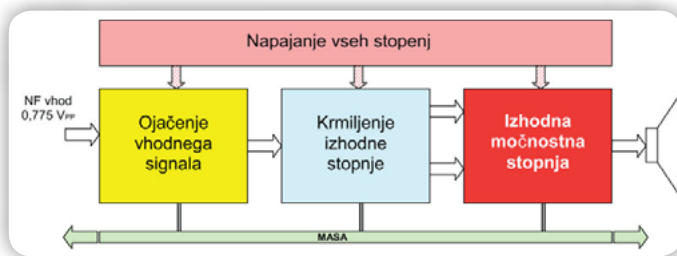 Napajanje vseh stopenj
NF vhod
0,775 VPP
Ojačenje
vhodnega
signala
Krmiljenje
izhodne
stopnje
Izhodna
močnostna
stopnja
MASA